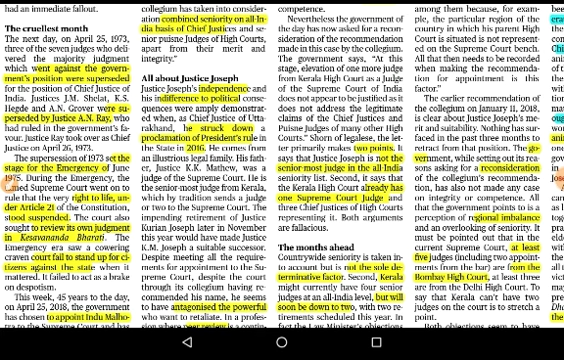 had an immediate fallout.
The cruellest month
The next day, on April 25, 1973,
three of the seven judges who deli-
vered the majority judgment
which went against the govern-
ment's position were superseded
for the position of Chief Justice of
India. Justices J.M. Shelat, K.S.
Hegde and A.N. Grover were su-
perseded by Justice A.N. Ray, who
had ruled in the government's fa-
vour. Justice Ray took over as Chief
Justice on April 26, 1973.
The supersession of 1973 set the
stage for the Emergency of June
1975. During the Emergency, the
Supreme Court went on to
rule that the very right to life, un-
der Article 21 of the Constitution,
stood suspended. The court also
sought to review its own judgment
in Kesavananda Bharati. The
Emergency era saw a cowering
craven court fail to stand up for ci-
tizens against the state when it
mattered. It failed to act as a brake
on despotism.
This week, 45 years to the day,
on April 25, 2018, the government
has chosen to appoint Indu Malho-
tra to the Supreme Court and has
collegium has taken into consider-
ation combined seniority on all-In-
dia basis of Chief Justices and se-
nior puisne Judges of High Courts,
apart from their merit and
integrity."
All about Justice Joseph
Justice Joseph's independence and
his indifference to political conse-
quences were amply demonstrat-
ed when, as Chief Justice of Utta-
rakhand, he struck down a
proclamation of President's rule in
the State in 2016. He comes from
an illustrious legal family. His fath-
er, Justice K.K. Mathew, was a
judge of the Supreme Court. He is
the senior-most judge from Kerala,
which by tradition sends a judge
or two to the Supreme Court. The
impending retirement of Justice
Kurian Joseph later in November
this year would have made Justice
K.M. Joseph a suitable successor.
Despite meeting all the require-
ments for appointment to the Su-
preme Court, despite the court
through its collegium having re-
commended his name, he seems
to have antagonised the powerful
who want to retaliate. In a profes-
sion where peer review is a contin-
competence.
Nevertheless the government of
the day has now asked for a recon-
sideration of the recommendation
made in this case by the collegium.
The government says, "At this
stage, elevation of one more judge
from Kerala High Court as a Judge
of the Supreme Court of India
does not appear to be justified as it
does not address the legitimate
claims of the Chief Justices and
Puisne Judges of many other High
Courts." Shorn of legalese, the let-
ter primarily makes two points. It
says that Justice Joseph is not the
senior-most judge in the all-India
seniority list. Second, it says that
the Kerala High Court already has
one Supreme Court Judge and
three Chief Justices of High Courts
representing it. Both arguments
are fallacious.
The months ahead
Countrywide seniority is taken in-
to account but is not the sole de-
terminative factor. Second, Kerala
might currently have four senior
judges at an all-India level, but will
soon be down to two, with two re-
tirements scheduled this year. In
fact the Law Minister's objections
among them because, for exam-
ple, the particular region of the
country in which his parent High
Court is situated is not represent-
ed on the Supreme Court bench.
All that then needs to be recorded
when making the recommenda-
tion for appointment is this
factor."
The earlier recommendation of
the collegium on January 11, 2018,
is clear about Justice Joseph's me-
rit and suitability. Nothing has sur-
faced in the past three months to
retract from that position. The go-
vernment, while setting out its rea-
sons asking for a reconsideration
of the collegium's recommenda-
tion, has also not made any case
on integrity or competence. All
that the government points to is a
perception of regional imbalance
and an overlooking of seniority. It
must be pointed out that in the
current Supreme Court, at least
five judges (including two appoint-
ments from the bar) are from the
Bombay High Court, at least three
are from the Delhi High Court. To
say that Kerala can't have two
judges on the court is to stretch a
point.
Both objections seem to have